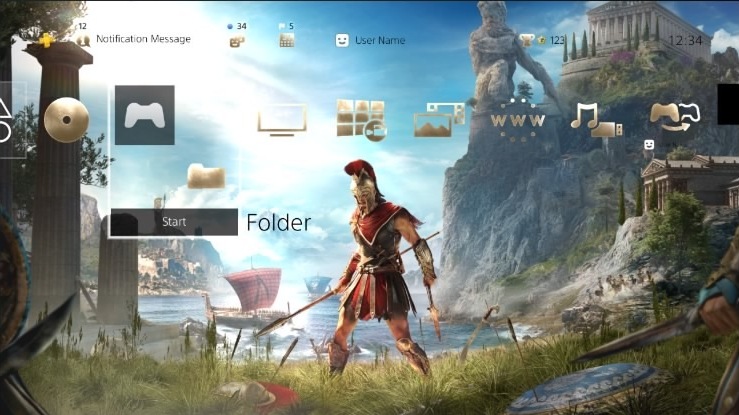 12
Notification Message
34
5
User Name
123
12:34
WWW
Start
Folder